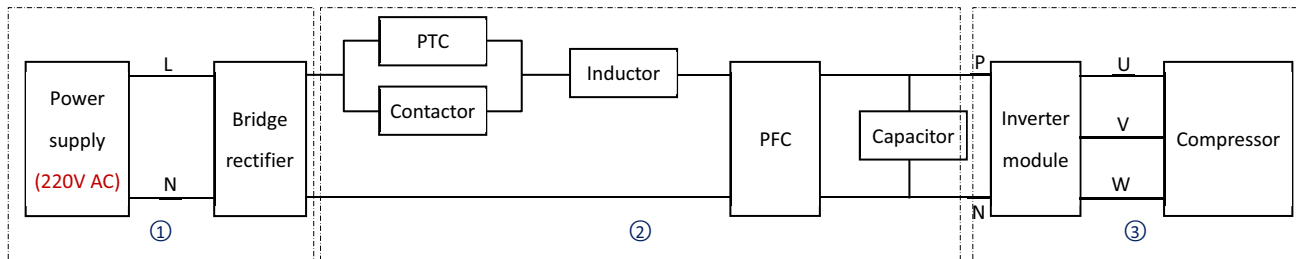 L
N
Power
supply
(220V AC)
Bridge
rectifier
①
PTC
Contactor
Inductor
PFC
Capacitor
②
P
N
Inverter
module
U
V
W
Compressor
③